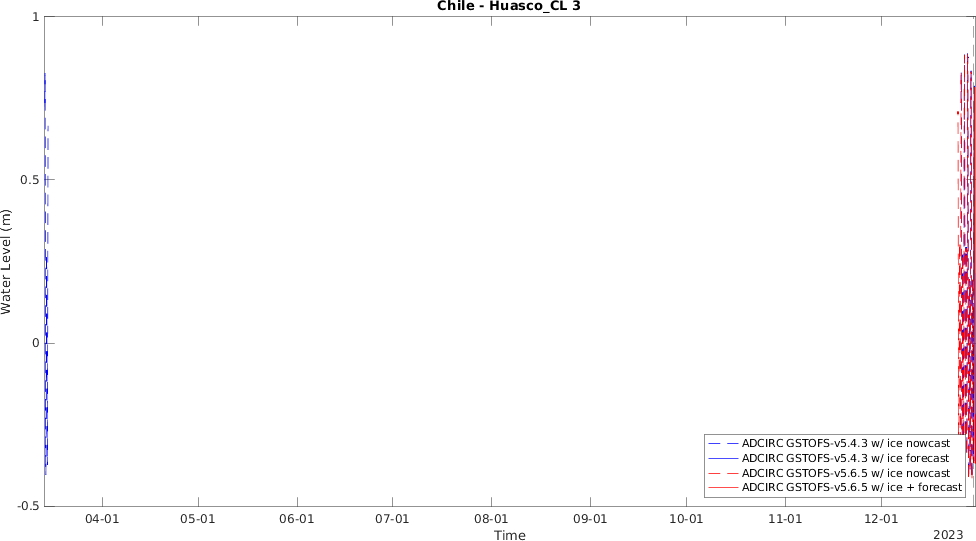 Chile - Huasco_CL 3
Water Level (m)
1
0.5
0
-0.5
04-01 05-01 06-01 07-01 08-01 09-01 10-01 11-01 12-01
Time
2023
ADCIRC GSTOFS-v5.4.3 w/ ice nowcast
ADCIRC GSTOFS-v5.4.3 w/ ice forecast
ADCIRC GSTOFS-v5.6.5 w/ ice nowcast
ADCIRC GSTOFS-v5.6.5 w/ ice + forecast